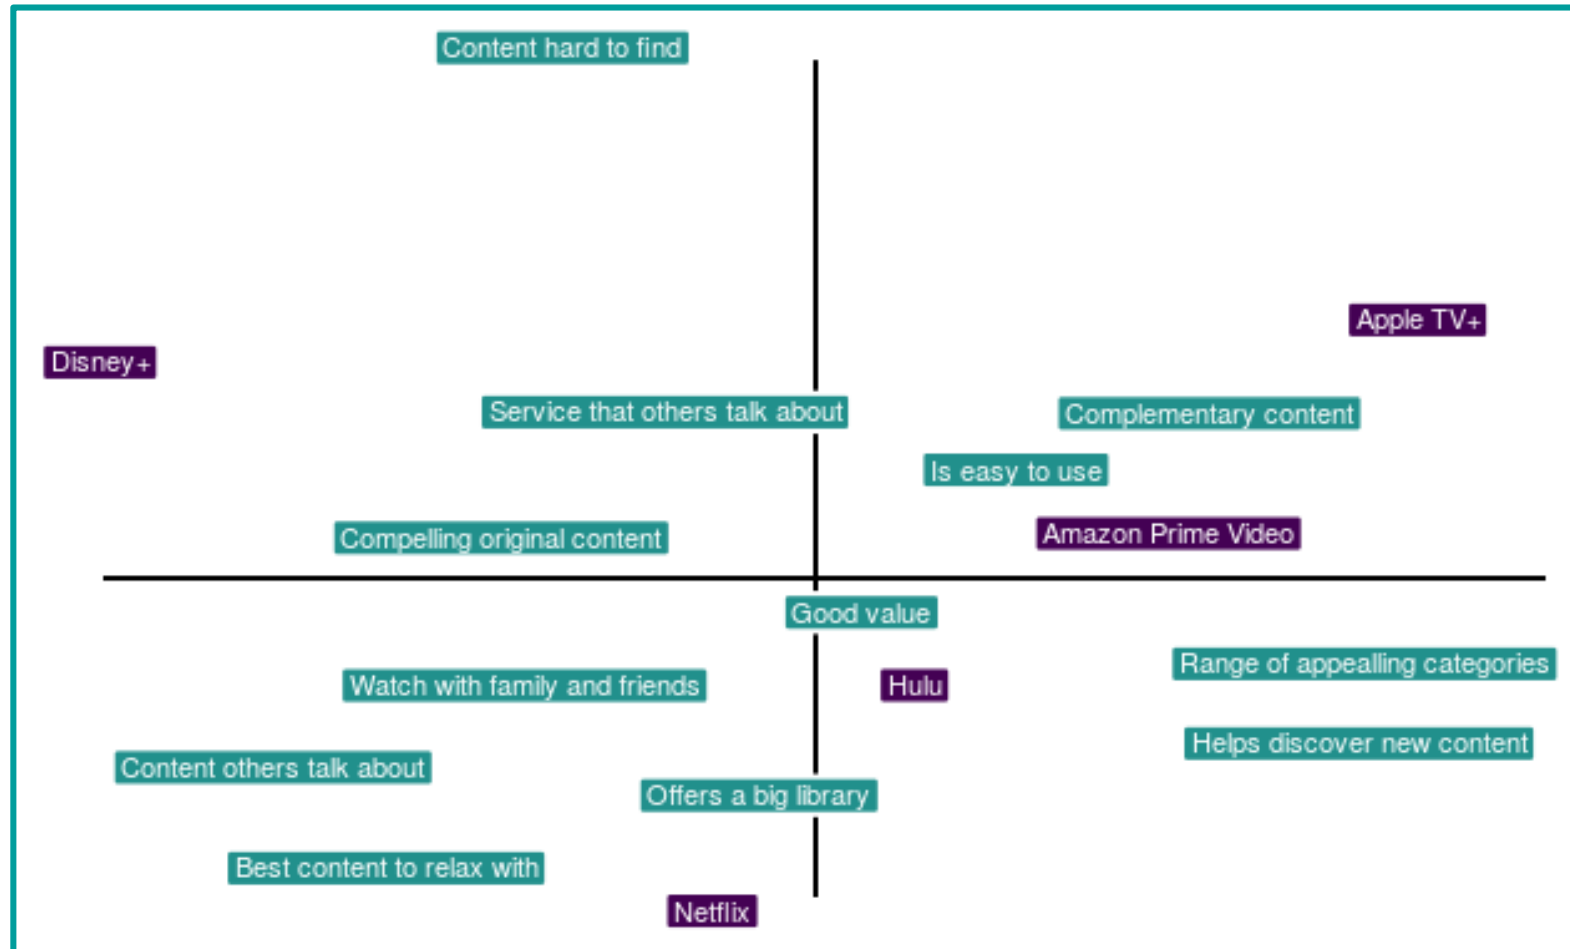 Content hard to find
Apple TV+
Disney+
Service that others talk about
Complementary content
Is easy to use
Amazon Prime Video
Compelling original content
Good value
Range of appealling categories
Watch with family and friends
Hulu
Helps discover new content
Content others talk about
Offers a big library
Best content to relax with
Netflix